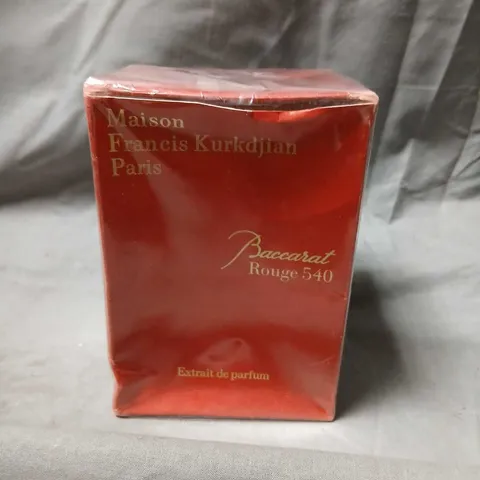 Maison
Francis Kurkdjian
Paris
Baccarat
Rouge 540
Extrait de parfum